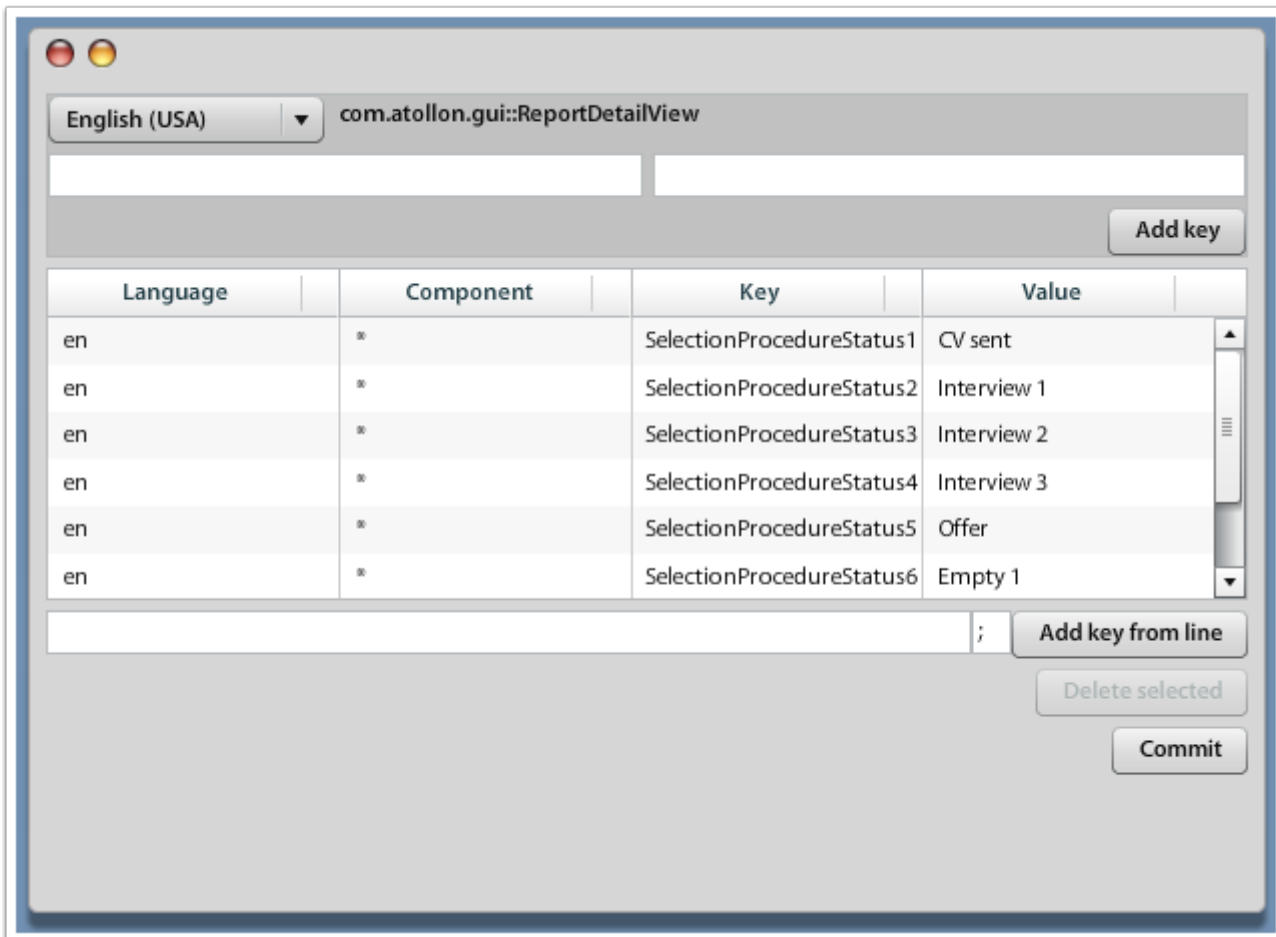 English (USA) com.atollon.gui::ReportDetailView
Add key
Language Component Key Value
en * SelectionProcedureStatus1 CV sent
en * SelectionProcedureStatus2 Interview 1
en * SelectionProcedureStatus3 Interview 2
en * SelectionProcedureStatus4 Interview 3
en * SelectionProcedureStatus5 Offer
en * SelectionProcedureStatus6 Empty 1
; Add key from line
Delete selected
Commit